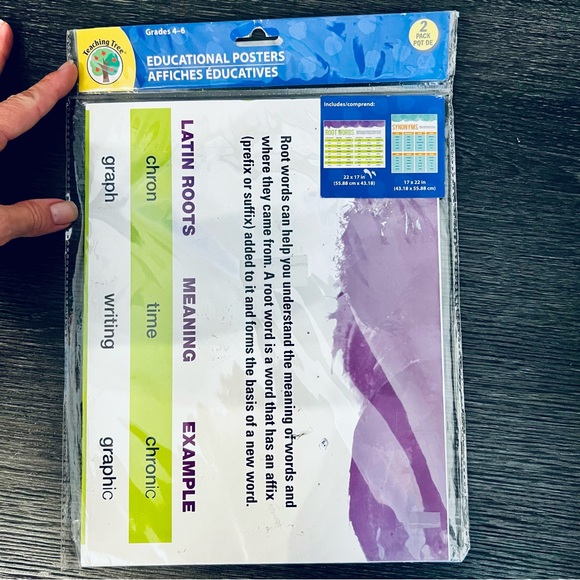 Teaching Tree®
Grades 4-6
EDUCATIONAL POSTERS
AFFICHES ÉDUCATIVES
2
PACK
PQT DE
Includes/comprend:
ROOT WORDS
22 x 17 in
(55.88 cm x 43.18)
SYNONYMS
17 x 22 in
(43.18 x 55.88 cm)
Root words can help you understand the meaning of words and
where they came from. A root word is a word that has an affix
(prefix or suffix) added to it and forms the basis of a new word.
LATIN ROOTS MEANING EXAMPLE
chron time chronic
graph writing graphic